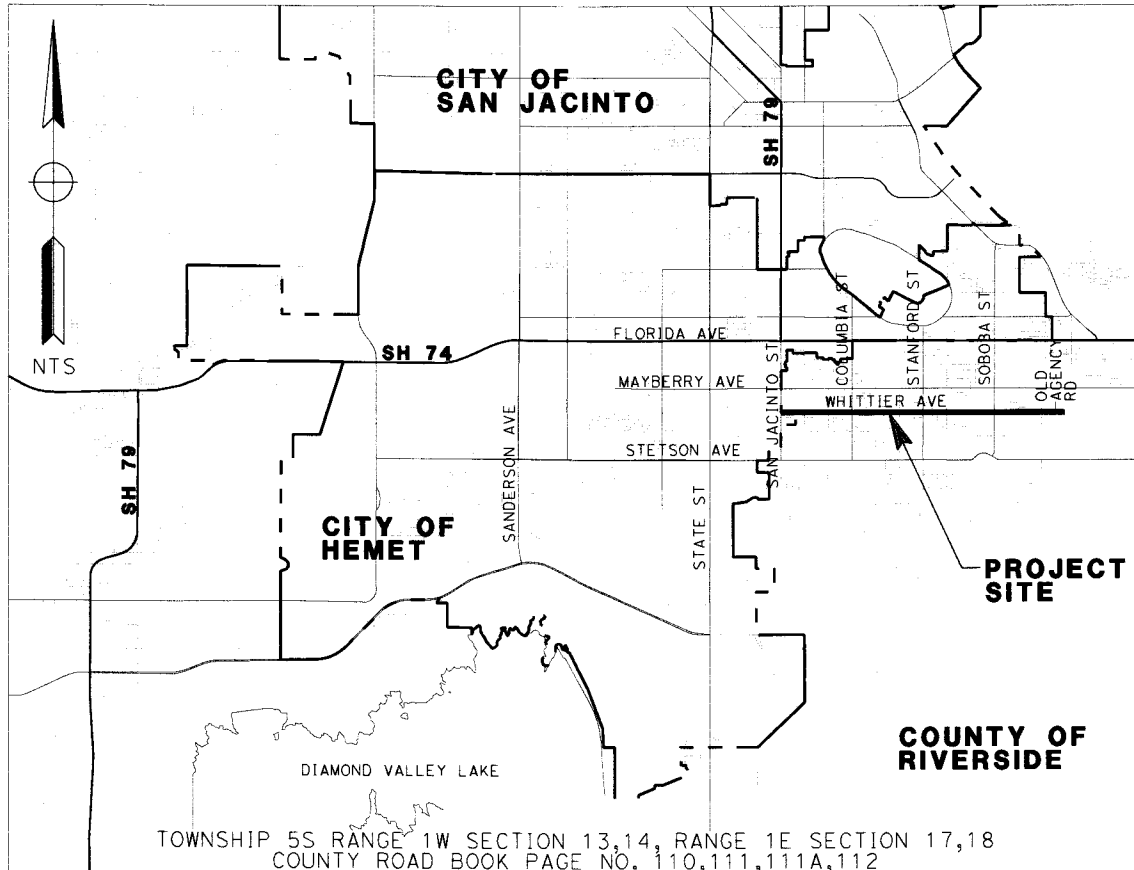 CITY OF
SAN JACINTO
SH 79
NTS
SH 74
FLORIDA AVE
MAYBERRY AVE
WHITTIER AVE
STETSON AVE
SAN JACINTO ST
COLUMBIA ST
STANFORD ST
SOBOBA ST
OLD
AGENCY
RD
SH 79
SANDERSON AVE
STATE ST
CITY OF
HEMET
PROJECT
SITE
COUNTY OF
RIVERSIDE
DIAMOND VALLEY LAKE
TOWNSHIP 5S RANGE 1W SECTION 13,14, RANGE 1E SECTION 17,18
COUNTY ROAD BOOK PAGE NO. 110,111,111A,112